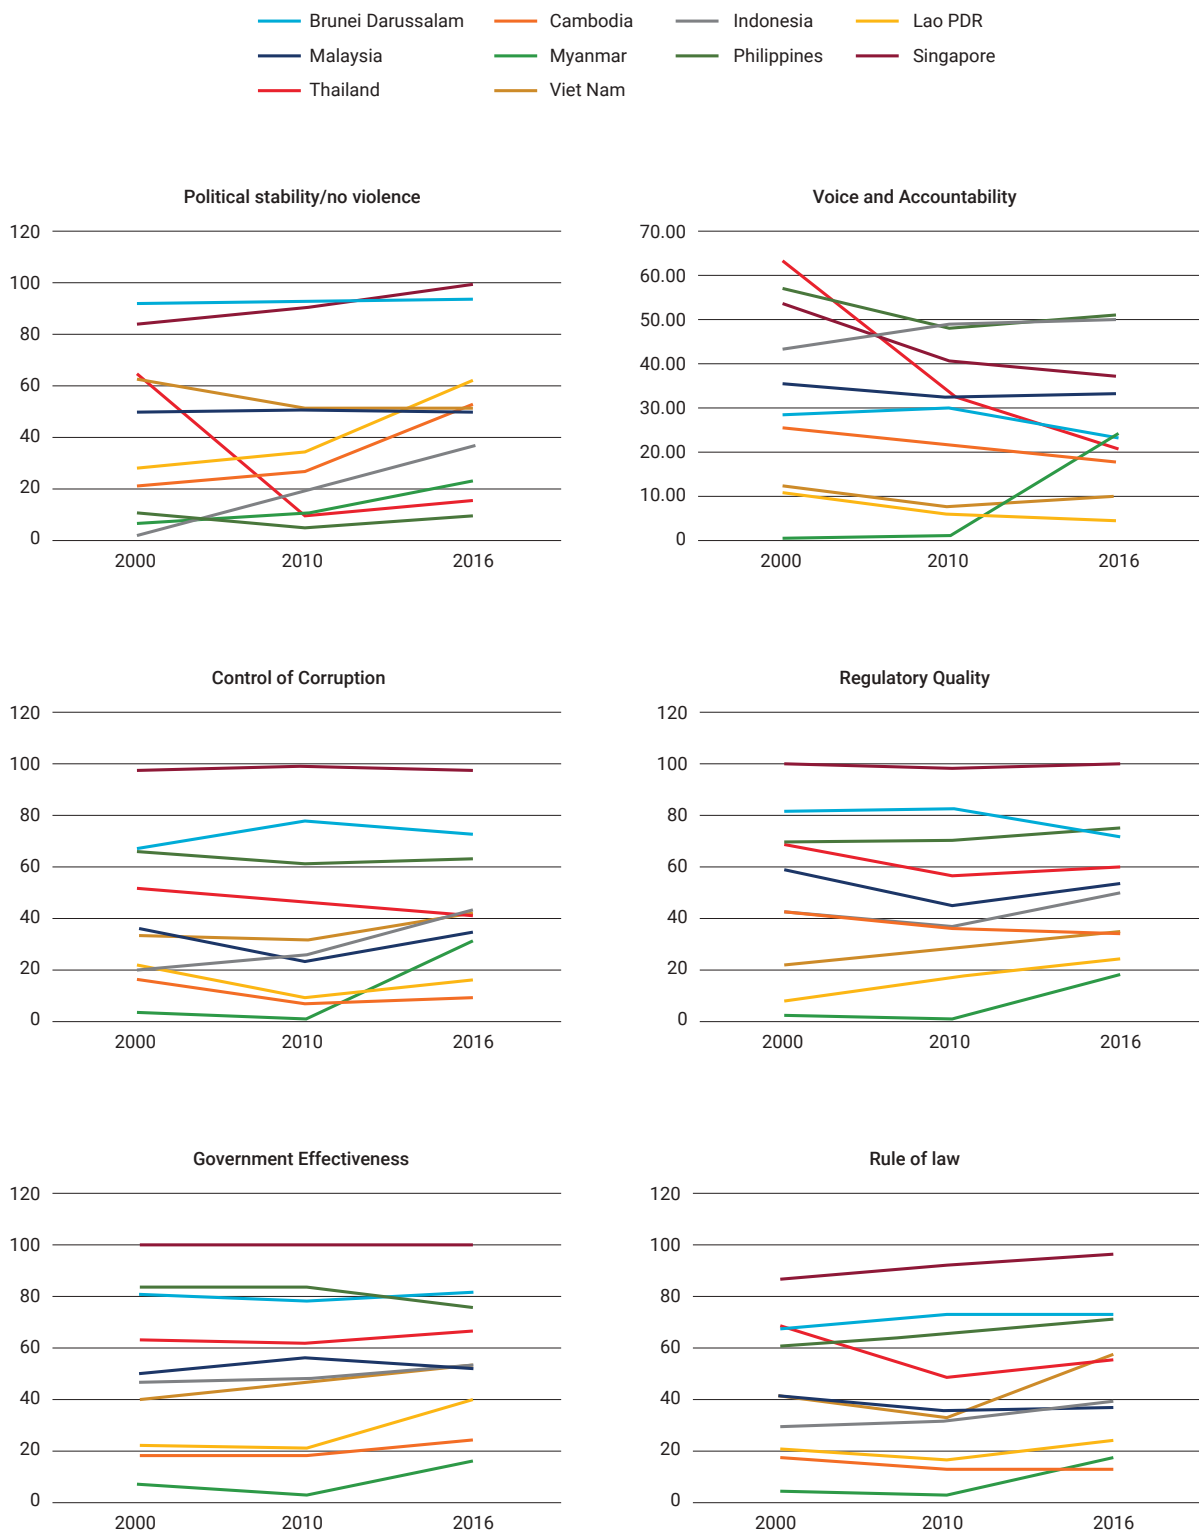 Brunei Darussalam Cambodia Indonesia Lao PDR
Malaysia Myanmar Philippines Singapore
Thailand Viet Nam
Political stability/no violence
120
100
80
60
40
20
0
2000 2010 2016
Voice and Accountability
70.00
60.00
50.00
40.00
30.00
20.00
10.00
0
2000 2010 2016
Control of Corruption
120
100
80
60
40
20
0
2000 2010 2016
Regulatory Quality
120
100
80
60
40
20
0
2000 2010 2016
Government Effectiveness
120
100
80
60
40
20
0
2000 2010 2016
Rule of law
120
100
80
60
40
20
0
2000 2010 2016